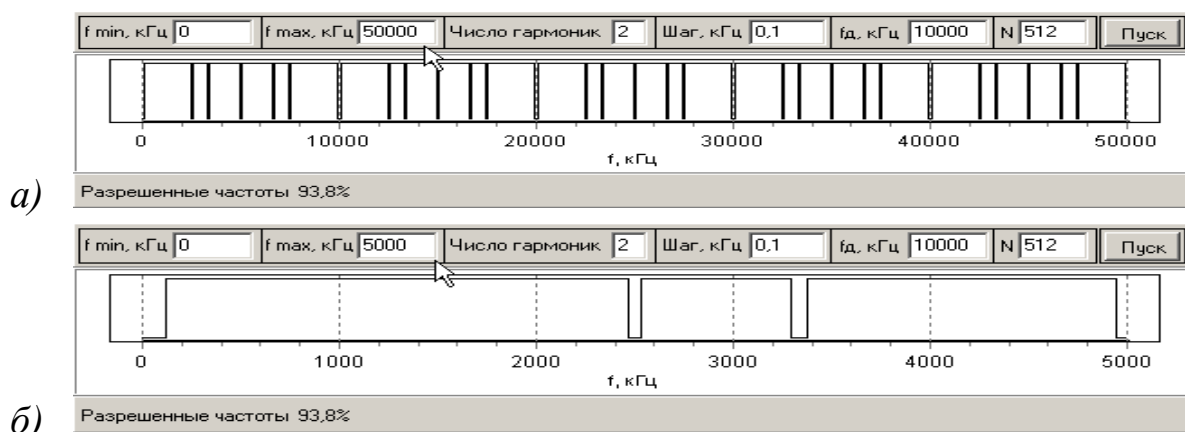 f min, кГц 0 f max, кГц 50000 Число гармоник 2 Шаг, кГц 0,1 fд, кГц 10000 N 512 Пуск
0 10000 20000 30000 40000 50000
f, кГц
а) Разрешенные частоты 93,8%
f min, кГц 0 f max, кГц 5000 Число гармоник 2 Шаг, кГц 0,1 fд, кГц 10000 N 512 Пуск
0 1000 2000 3000 4000 5000
f, кГц
б) Разрешенные частоты 93,8%